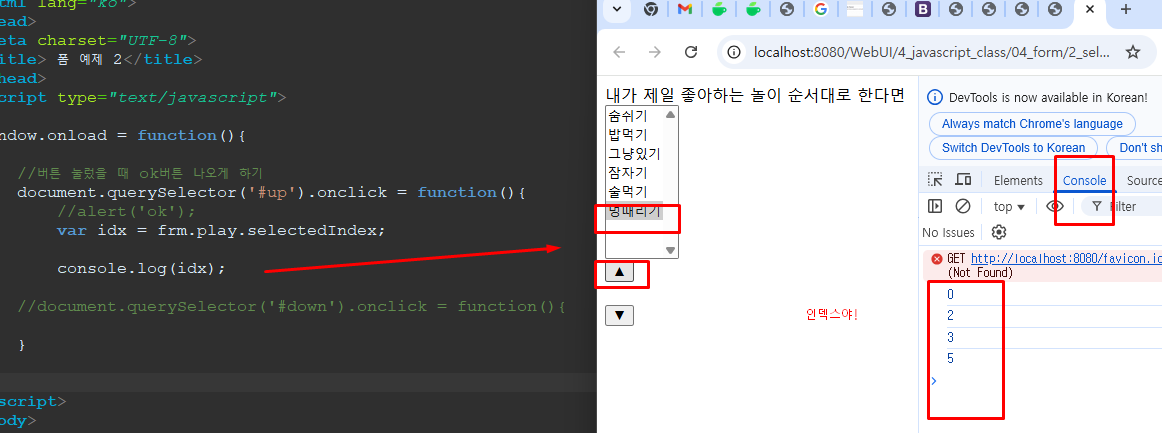 tml lang="ko">
ead>
eta charset="UTF-8">
itle> 폼 예제 2</title>
head>
cript type="text/javascript">
ndow.onload = function(){
//버튼 눌렀을 때 ok버튼 나오게 하기
document.querySelector('#up').onclick = function(){
//alert('ok');
var idx = frm.play.selectedIndex;
console.log(idx);
//document.querySelector('#down').onclick = function(){
}
script>
ody>
localhost:8080/WebUI/4_javascript_class/04_form/2_sel...
내가 제일 좋아하는 놀이 순서대로 한다면
숨쉬기
밥먹기
그냥있기
잠자기
술먹기
멍때리기
▲
▼
인덱스야!
DevTools is now available in Korean!
Always match Chrome's language
Switch DevTools to Korean
Don't sh
Elements
Console
Source
top ▾
Filter
No Issues
GET http://localhost:8080/favicon.ic
(Not Found)
0
2
3
5
>